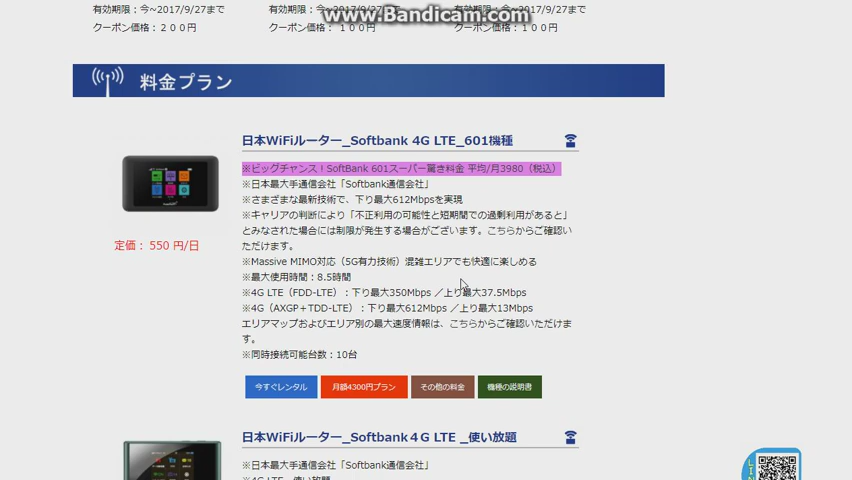 www.Bandicam.com
有効期限：今~2017/9/27まで
クーポン価格：２００円
有効期限：今~2017/9/27まで
クーポン価格： １００円
有効期限：今~2017/9/27まで
クーポン価格：１００円
料金プラン
日本WiFiルーター_Softbank 4G LTE_601機種
※ビッグチャンス！SoftBank 601スーパー驚き料金 平均/月3980（税込）
※日本最大手通信会社「Softbank通信会社」
※さまざまな最新技術で、下り最大612Mbpsを実現
※キャリアの判断により「不正利用の可能性と短期間での過剰利用があると」
とみなされた場合には制限が発生する場合がございます。こちらからご確認い
ただけます。
※Massive MIMO対応（5G有力技術）混雑エリアでも快適に楽しめる
※最大使用時間：8.5時間
※4G LTE（FDD-LTE）：下り最大350Mbps ／上り最大37.5Mbps
※4G（AXGP＋TDD-LTE）：下り最大612Mbps ／上り最大13Mbps
エリアマップおよびエリア別の最大速度情報は、こちらからご確認いただけま
す。
※同時接続可能台数：10台
定価： 550 円/日
今すぐレンタル
月額4300円プラン
その他の料金
機種の説明書
日本WiFiルーター_Softbank４G LTE _使い放題
※日本最大手通信会社「Softbank通信会社」
※4G LTE 使い放題
LIN